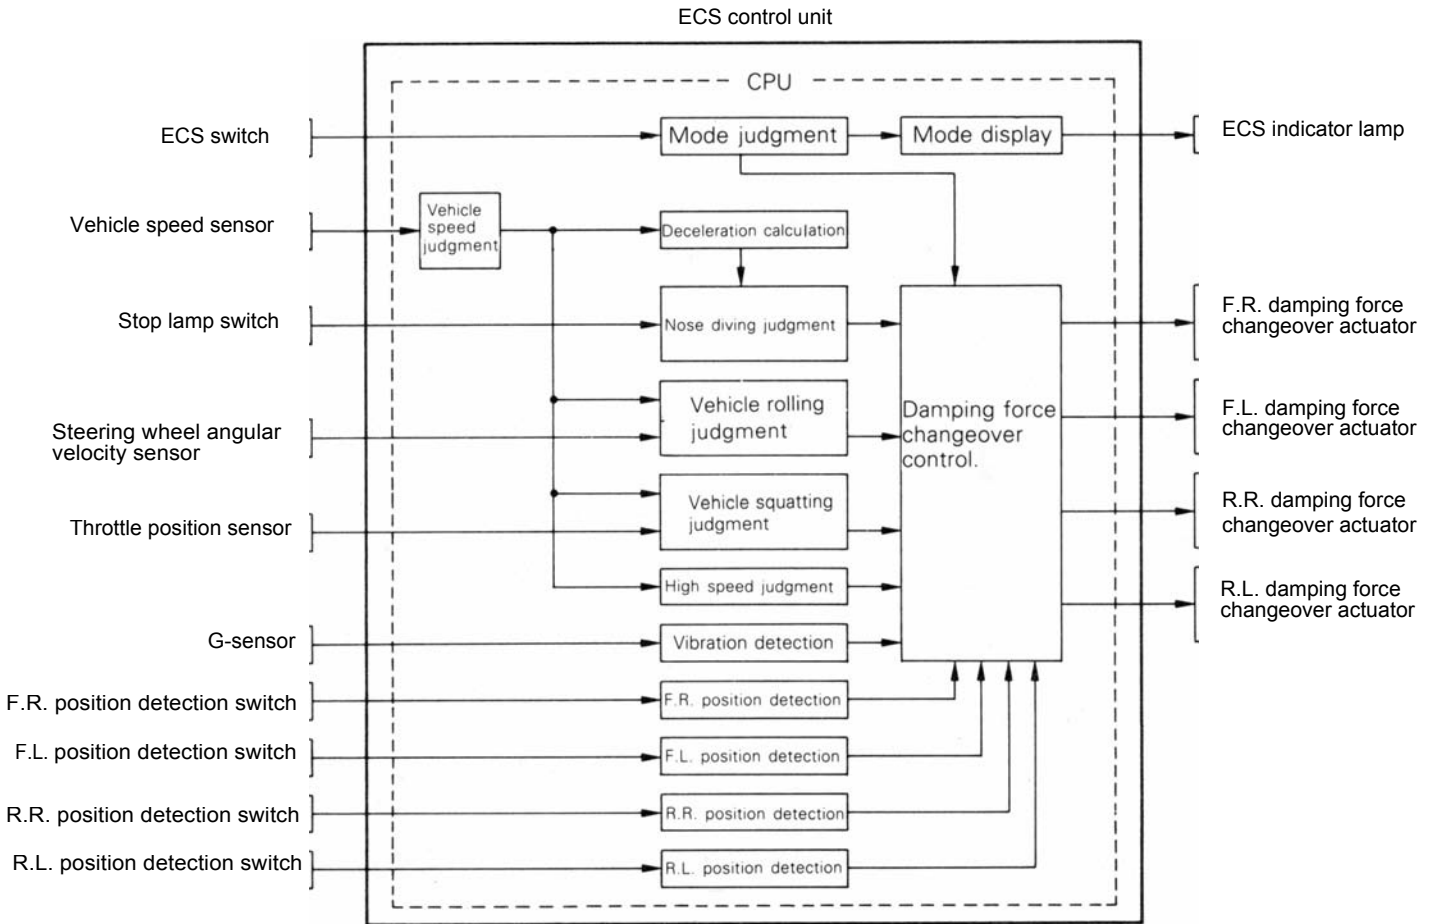 ECS control unit
CPU
ECS switch
Mode judgment
Mode display
ECS indicator lamp
Vehicle speed sensor
Vehicle
speed
judgment
Deceleration calculation
Stop lamp switch
Nose diving judgment
F.R. damping force
changeover actuator
Steering wheel angular
velocity sensor
Vehicle rolling
judgment
Damping force
changeover
control.
F.L. damping force
changeover actuator
Throttle position sensor
Vehicle squatting
judgment
R.R. damping force
changeover actuator
High speed judgment
R.L. damping force
changeover actuator
G-sensor
Vibration detection
F.R. position detection switch
F.R. position detection
F.L. position detection switch
F.L. position detection
R.R. position detection switch
R.R. position detection
R.L. position detection switch
R.L. position detection